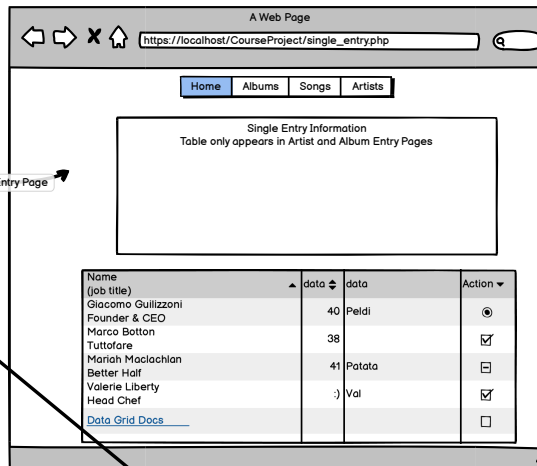 A Web Page
https://localhost/CourseProject/single_entry.php
Home Albums Songs Artists
Single Entry Information
Table only appears in Artist and Album Entry Pages
Entry Page
Name
(job title) data data Action
Giacomo Guilizzoni
Founder & CEO 40 Peldi
Marco Botton
Tuttofare 38
Mariah Maclachlan
Better Half 41 Patata
Valerie Liberty
Head Chef :) Val
Data Grid Docs